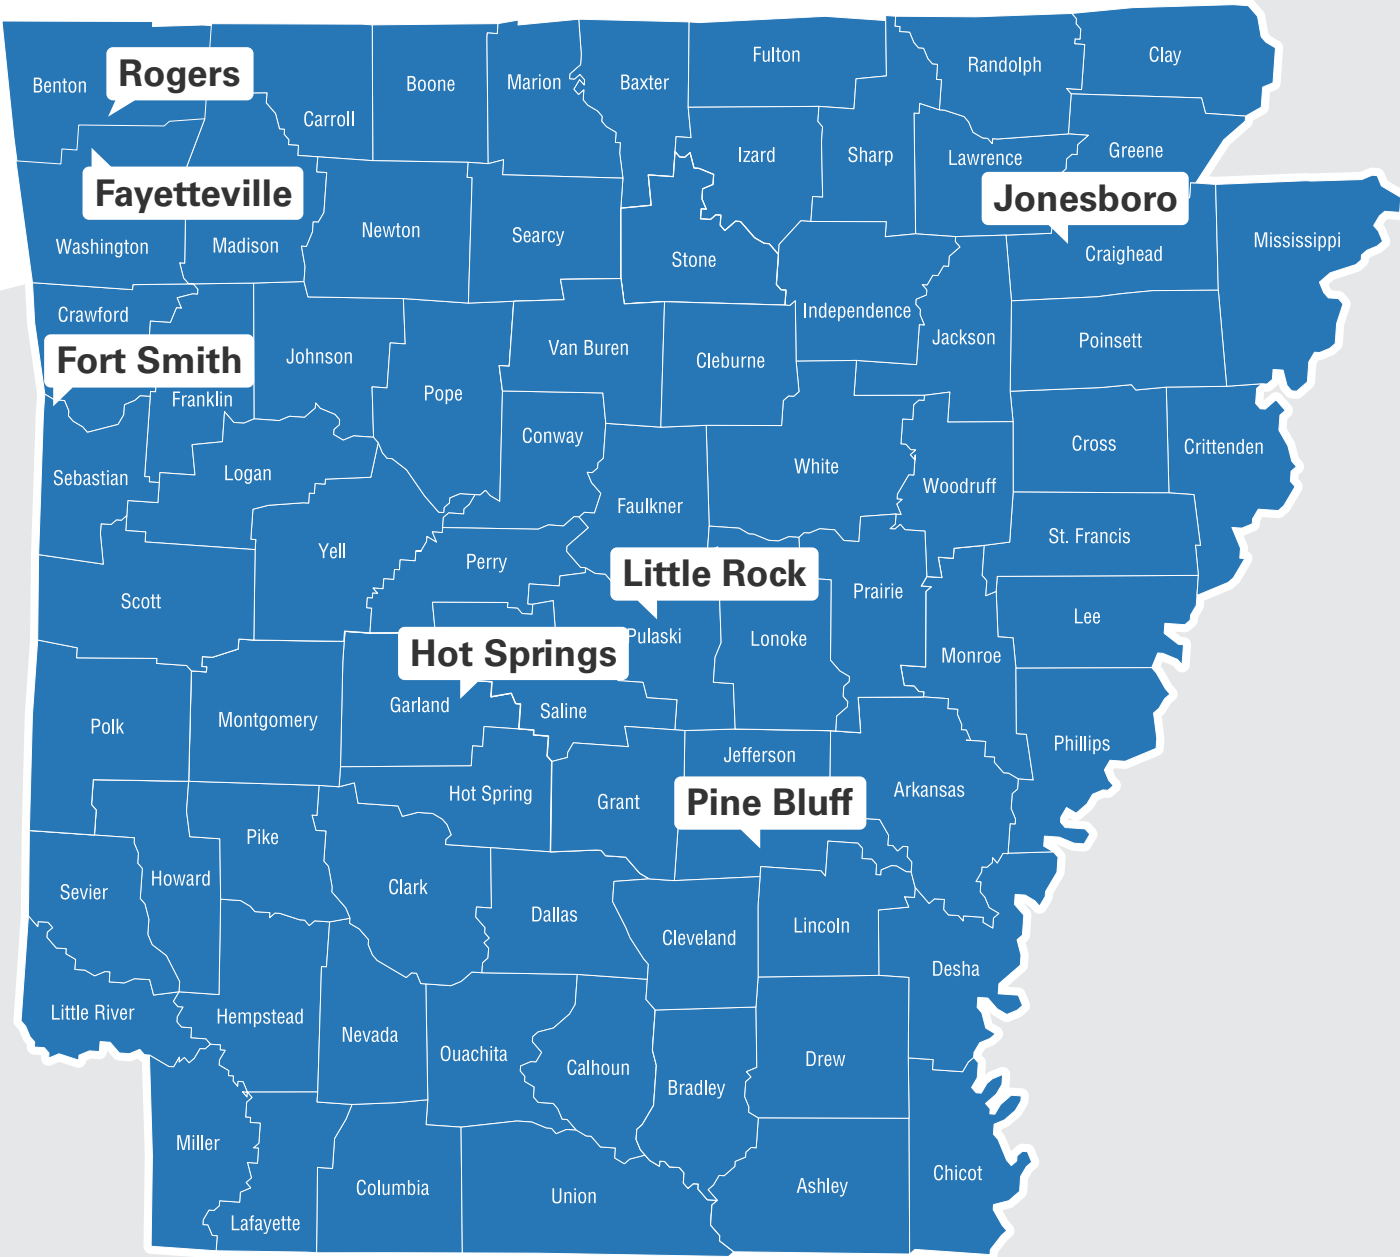 Fulton
Clay
Randolph
Benton
Rogers
Boone
Marion
Baxter
Carroll
Izard
Sharp
Lawrence
Greene
Fayetteville
Jonesboro
Newton
Searcy
Washington
Madison
Stone
Craighead
Mississippi
Crawford
Independence
Jackson
Poinsett
Fort Smith
Johnson
Van Buren
Cleburne
Franklin
Pope
Conway
Cross
Crittenden
Sebastian
Logan
White
Woodruff
Faulkner
St. Francis
Yell
Perry
Little Rock
Prairie
Scott
Lee
Pulaski
Lonoke
Hot Springs
Monroe
Garland
Saline
Polk
Montgomery
Phillips
Jefferson
Hot Spring
Grant
Pine Bluff
Arkansas
Pike
Sevier
Howard
Clark
Dallas
Cleveland
Lincoln
Desha
Little River
Hempstead
Nevada
Ouachita
Calhoun
Drew
Bradley
Miller
Columbia
Union
Ashley
Chicot
Lafayette